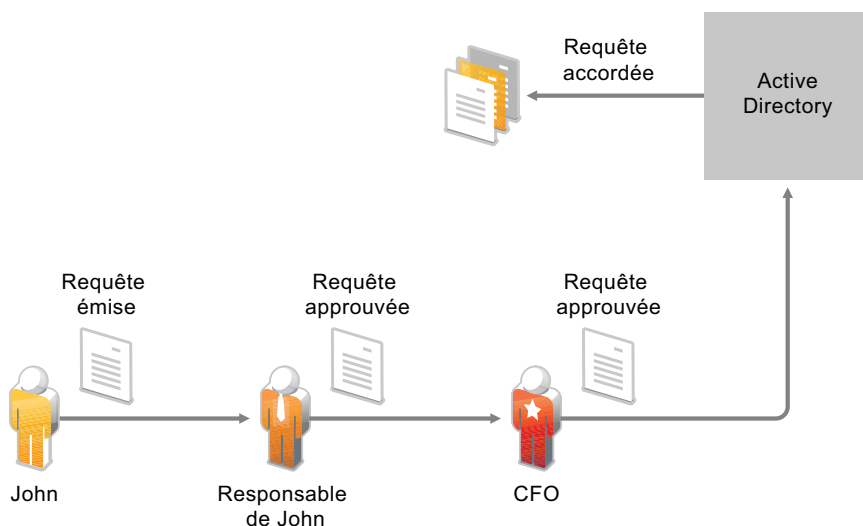 Requête
accordée
Active
Directory
Requête
émise
Requête
approuvée
Requête
approuvée
John
Responsable
de John
CFO